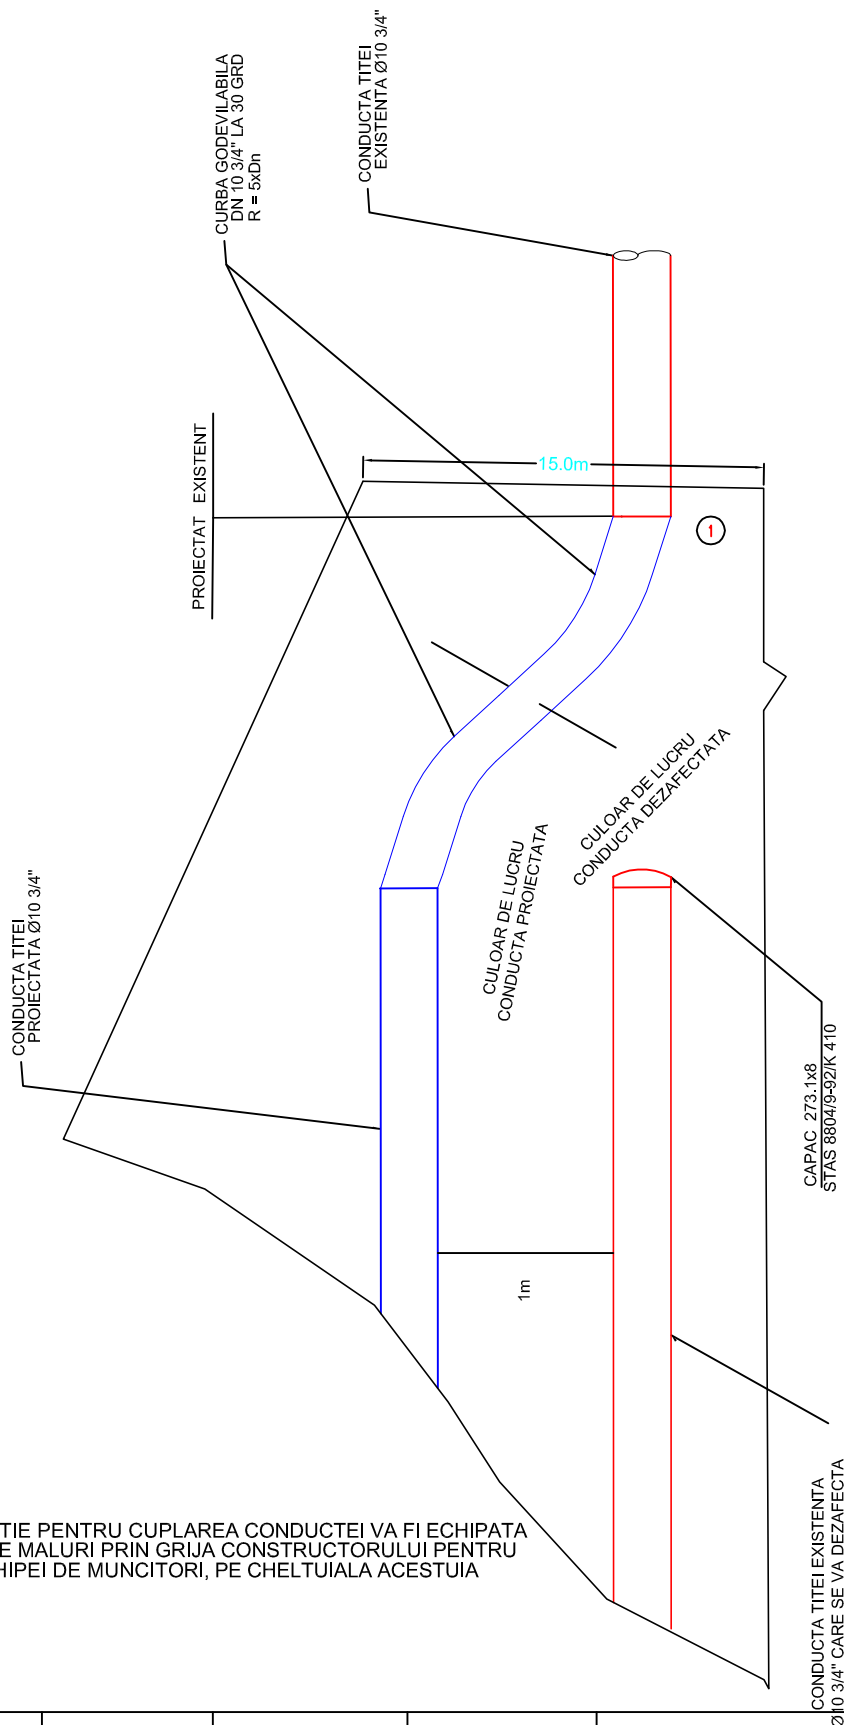 CURBA GODEVILABILA
DN 10 3/4" LA 30 GRD
R = 5xDn
CONDUCTA TITEI
EXISTENTA Ø10 3/4"
PROIECTAT EXISTENT
15.0m
1
CONDUCTA TITEI
PROIECTATA Ø10 3/4"
CULOAR DE LUCRU
CONDUCTA DEZAFECTATA
CULOAR DE LUCRU
CONDUCTA PROIECTATA
CAPAC 273.1x8
STAS 8804/9-92/K 410
1m
CONDUCTA TITEI EXISTENTA
Ø10 3/4" CARE SE VA DEZAFECTA
TIE PENTRU CUPLAREA CONDUCTEI VA FI ECHIPATA
E MALURI PRIN GRIJA CONSTRUCTORULUI PENTRU
HIPEI DE MUNCITORI, PE CHELTUIALA ACESTUIA